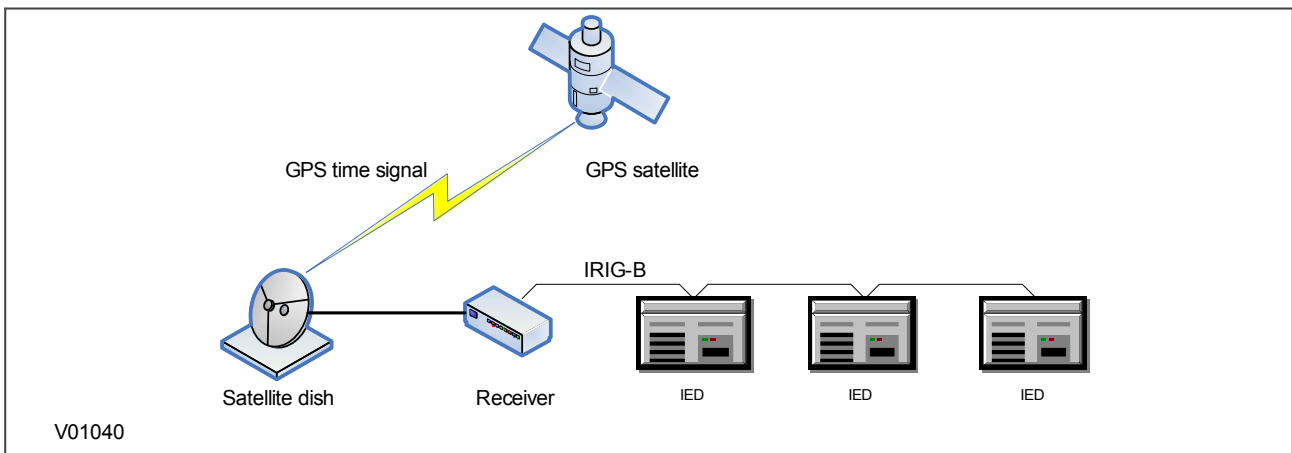 GPS time signal
GPS satellite
IRIG-B
Satellite dish
Receiver
IED
IED
IED
V01040